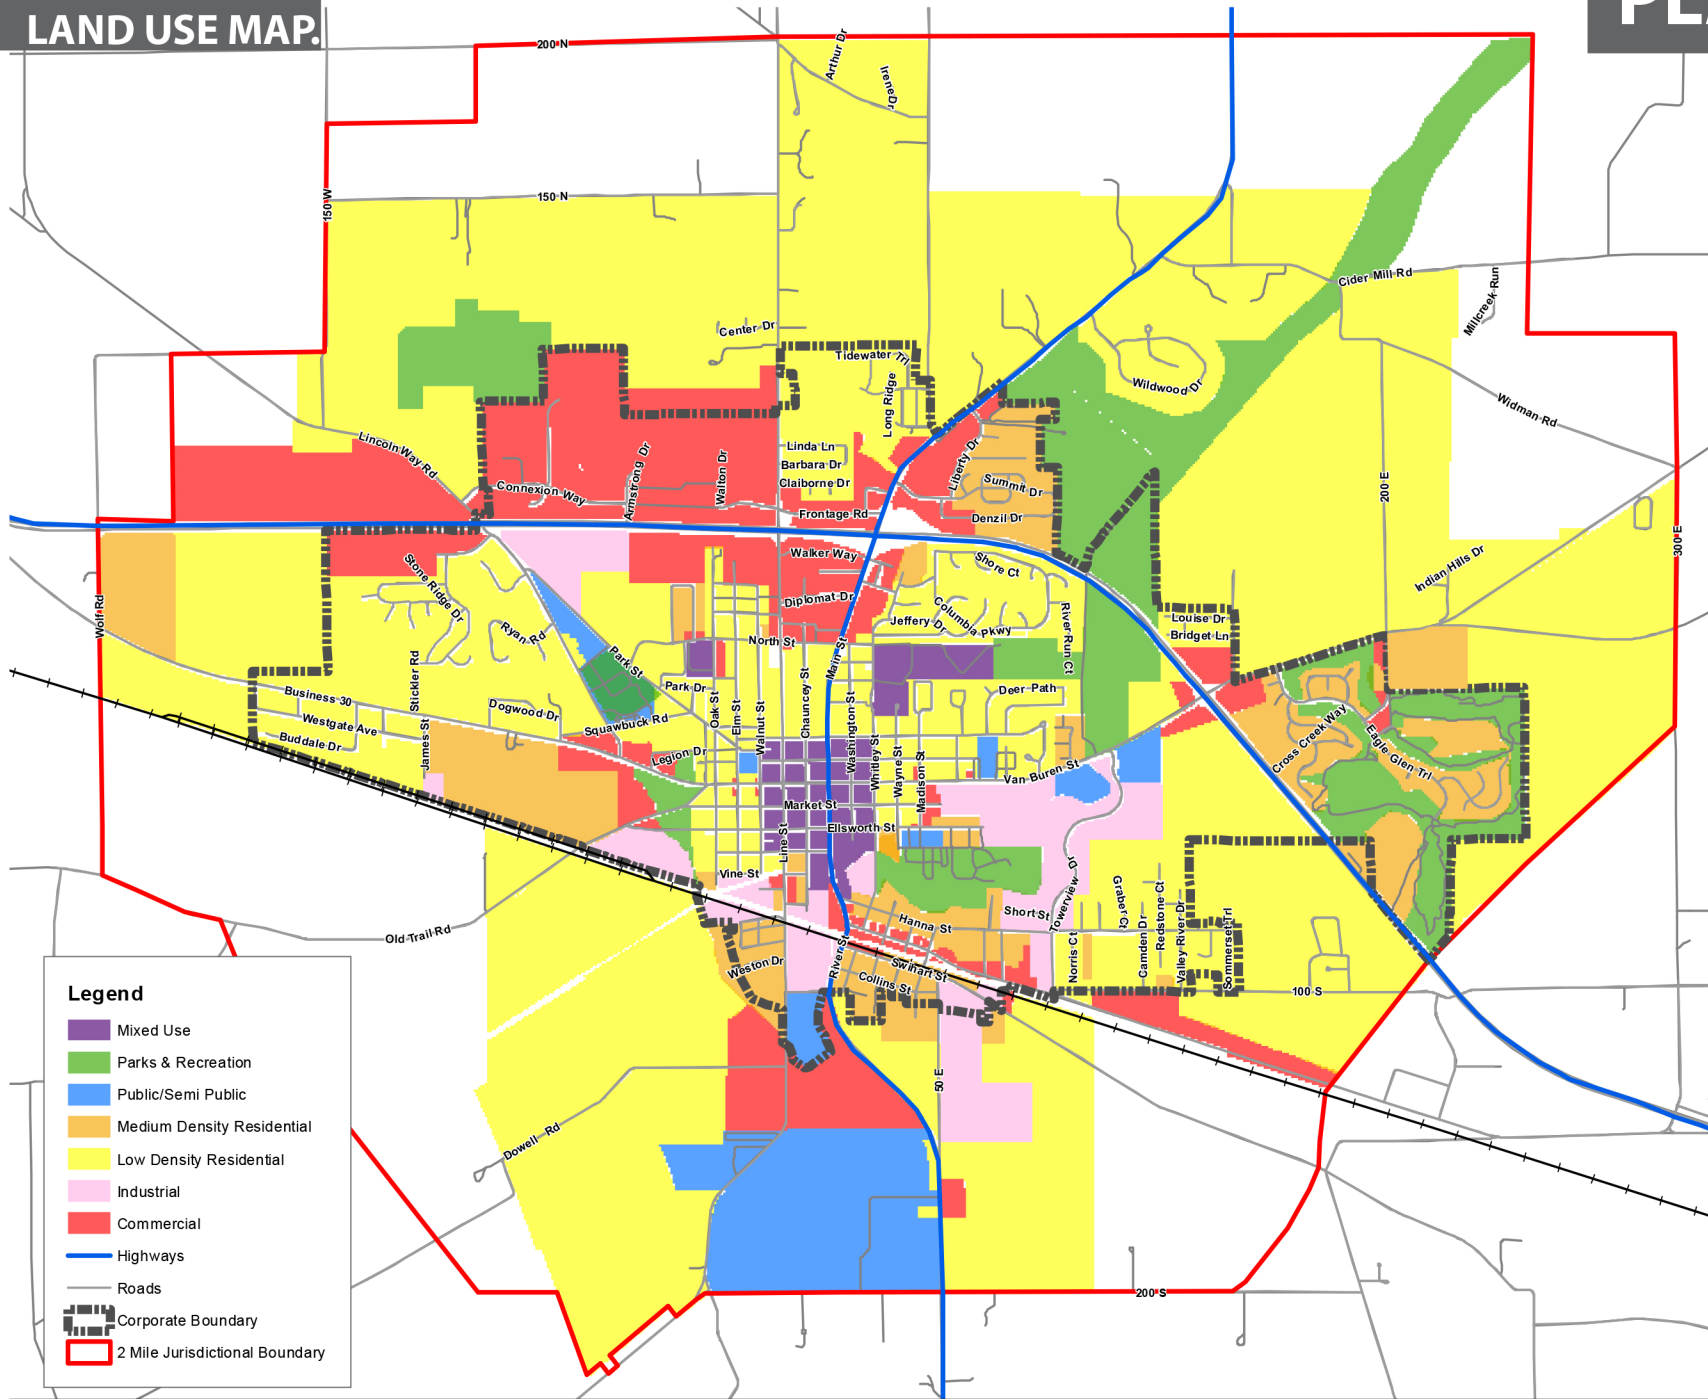 LAND USE MAP.
200 N
Arthur Dr
Irene Dr
150 W
150 N
Cider Mill Rd
Millcreek Run
Center Dr
Tidewater Trl
Long Ridge
Wildwood Dr
Widman Rd
Lincoln Way Rd
Connexion Way
Armstrong Dr
Walton Dr
Linda Ln
Barbara Dr
Claiborne Dr
Frontage Rd
Liberty Dr
Summit Dr
Denzil Dr
200 E
300 E
Indian Hills Dr
Wolf Rd
Stone Ridge Dr
Ryan Rd
Walker Way
Diplomat Dr
Shore Ct
Columbia Pkwy
Jeffery Dr
River Run Ct
Louise Dr
Bridget Ln
North St
Main St
Park St
Park Dr
Stickler Rd
Business 30
Westgate Ave
Buddale Dr
James St
Dogwood Dr
Squawbuck Rd
Legion Dr
Oak St
Elm St
Walnut St
Chauncey St
Washington St
Whitley St
Wayne St
Madison St
Deer Path
Van Buren St
Cross Creek Way
Eagle Glen Trl
Market St
Ellsworth St
Line St
Vine St
Towerview Dr
Graber Ct
Redstone Ct
Camden Dr
Valley River Dr
Sommerset Trl
Norris Ct
Short St
Hanna St
Swihart St
Collins St
River St
Weston Dr
Old Trail Rd
100 S
50 E
Dowell Rd
200 S
Legend
Mixed Use
Parks & Recreation
Public/Semi Public
Medium Density Residential
Low Density Residential
Industrial
Commercial
Highways
Roads
Corporate Boundary
2 Mile Jurisdictional Boundary